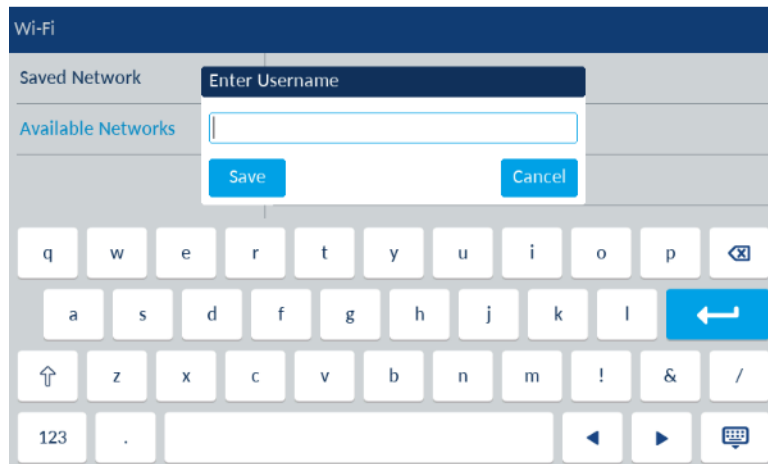 Wi-Fi
Saved Network
Enter Username
Available Networks
Save Cancel
q w e r t y u i o p
a s d f g h j k l
z x c v b n m ! & /
123 .